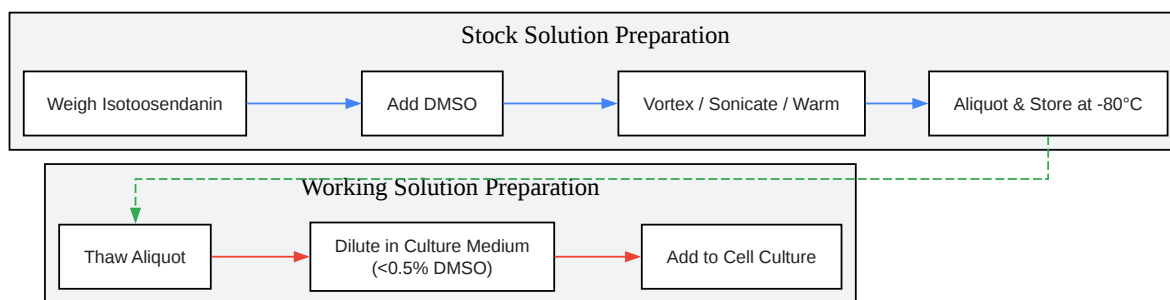 Stock Solution Preparation
Weigh Isotoosendanin
Add DMSO
Vortex / Sonicate / Warm
Aliquot & Store at -80°C
Working Solution Preparation
Thaw Aliquot
Dilute in Culture Medium
(<0.5% DMSO)
Add to Cell Culture